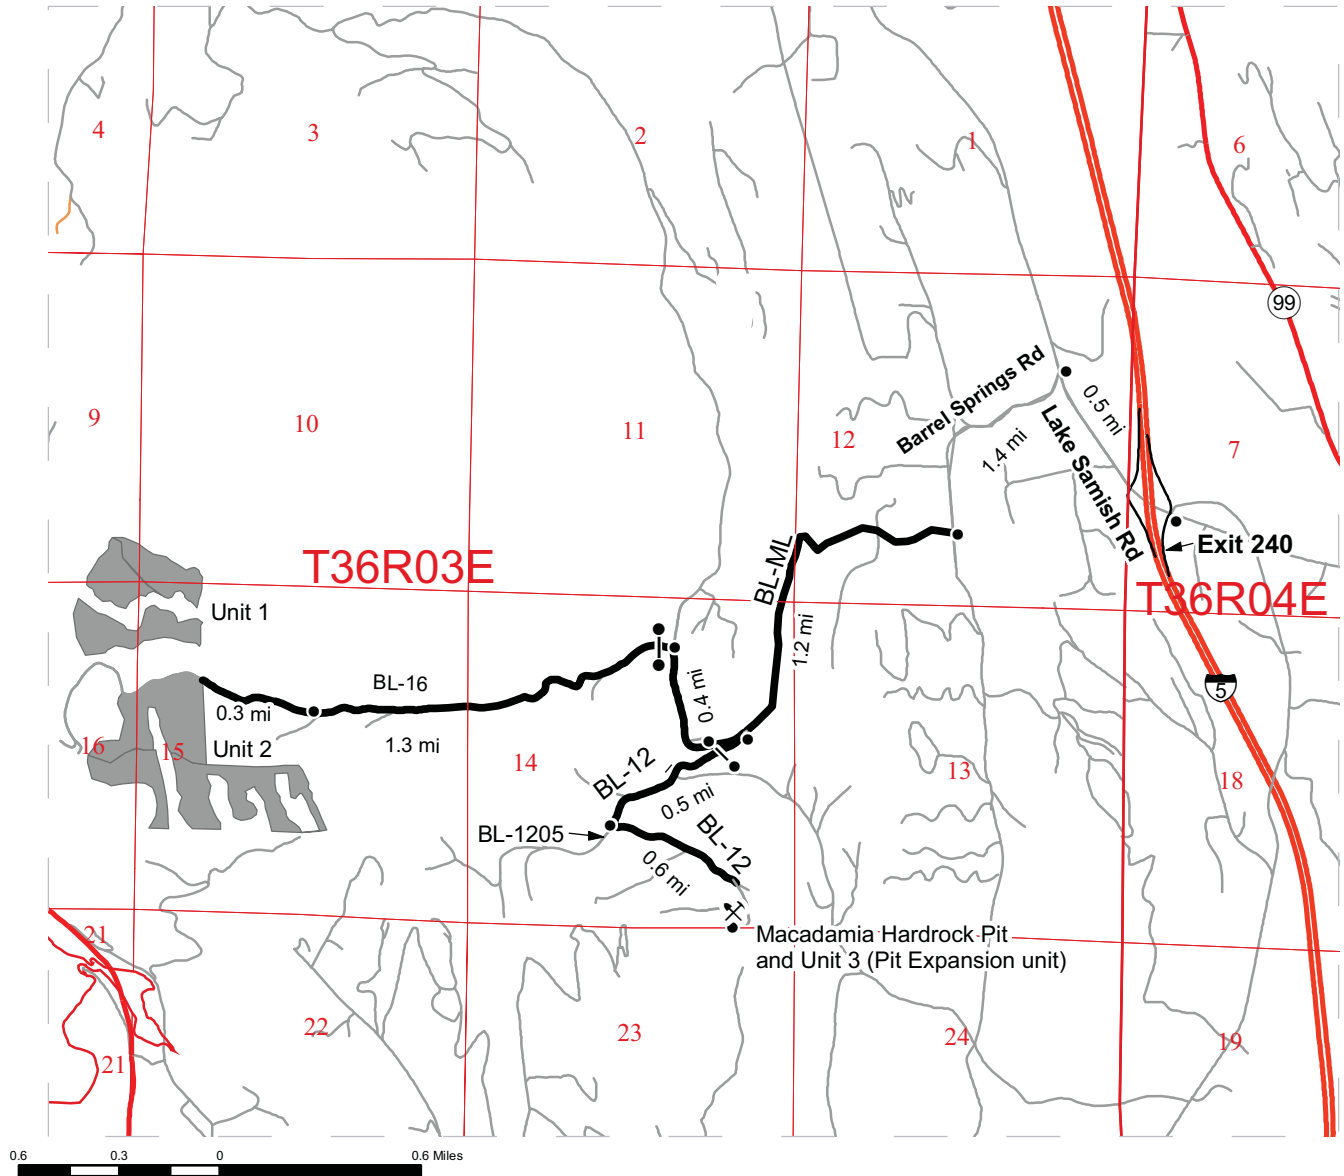 4
3
2
1
6
99
9
10
11
12
7
Barrel Springs Rd
1.4 mi
0.5 mi
Lake Samish Rd
Exit 240
T36R03E
T36R04E
BL-ML
1.2 mi
Unit 1
BL-16
0.3 mi
1.3 mi
0.4 mi
5
16
15
Unit 2
14
13
18
BL-12
0.5 mi
BL-1205
BL-12
0.6 mi
Macadamia Hardrock Pit
and Unit 3 (Pit Expansion unit)
21
22
23
24
19
21
0.6
0.3
0
0.6 Miles